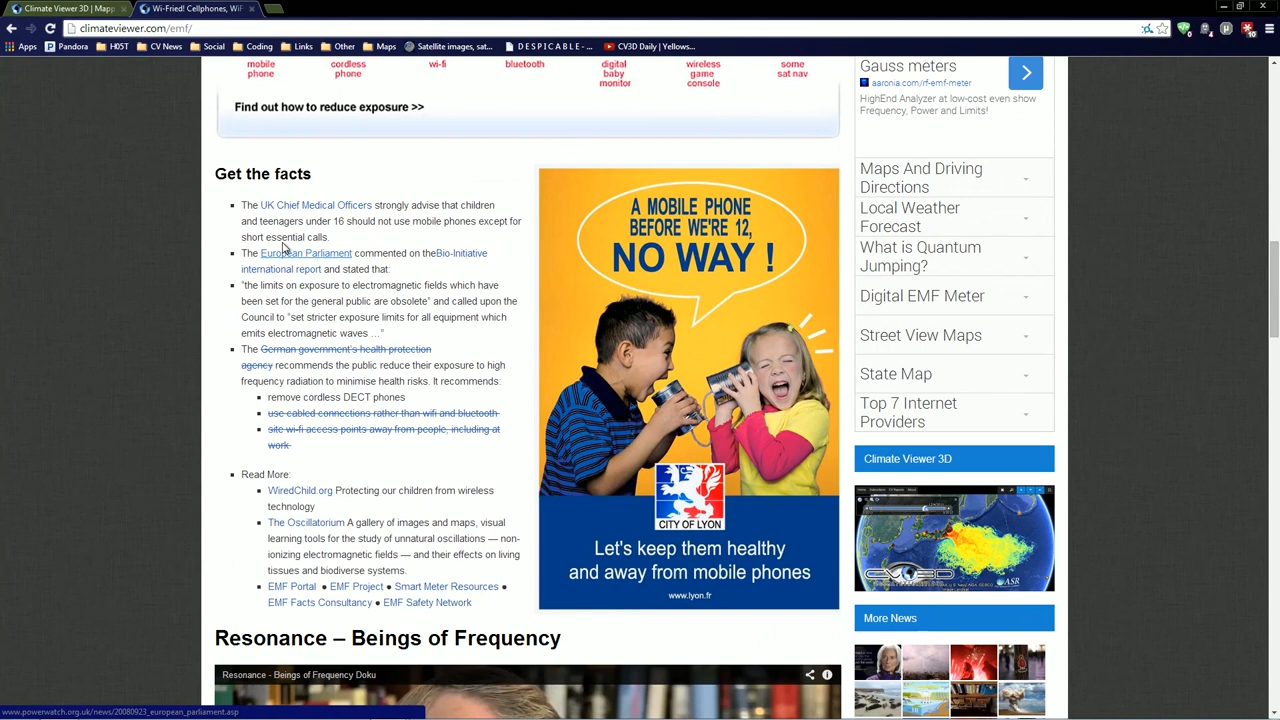 Climate Viewer 3D | Mapp
Wi-Fried! Cellphones, WiF
climateviewer.com/emf/
Apps
Pandora
H05T
CV News
Social
Coding
Links
Other
Maps
Satellite images, sat...
D E S P I C A B L E - ...
CV3D Daily | Yellows...
mobile phone
cordless phone
wi-fi
bluetooth
digital baby monitor
wireless game console
some sat nav
Find out how to reduce exposure >>
Get the facts
The UK Chief Medical Officers strongly advise that children
and teenagers under 16 should not use mobile phones except for
short essential calls.
The European Parliament commented on theBio-Initiative
international report and stated that:
“the limits on exposure to electromagnetic fields which have
been set for the general public are obsolete” and called upon the
Council to “set stricter exposure limits for all equipment which
emits electromagnetic waves …”
The German government's health protection
agency recommends the public reduce their exposure to high
frequency radiation to minimise health risks. It recommends:
remove cordless DECT phones
use cabled connections rather than wifi and bluetooth
site wi-fi access points away from people, including at
work
Read More:
WiredChild.org Protecting our children from wireless
technology
The Oscillatorium A gallery of images and maps, visual
learning tools for the study of unnatural oscillations — non-
ionizing electromagnetic fields — and their effects on living
tissues and biodiverse systems.
EMF Portal ● EMF Project ● Smart Meter Resources ●
EMF Facts Consultancy ● EMF Safety Network
A MOBILE PHONE
BEFORE WE'RE 12,
NO WAY !
CITY OF LYON
Let's keep them healthy
and away from mobile phones
www.lyon.fr
Resonance – Beings of Frequency
Resonance - Beings of Frequency Doku
Gauss meters
aaronia.com/rf-emf-meter
HighEnd Analyzer at low-cost even show
Frequency, Power and Limits!
Maps And Driving
Directions
Local Weather
Forecast
What is Quantum
Jumping?
Digital EMF Meter
Street View Maps
State Map
Top 7 Internet
Providers
Climate Viewer 3D
CV3D
ASR
More News
www.powerwatch.org.uk/news/20080923_european_parliament.asp